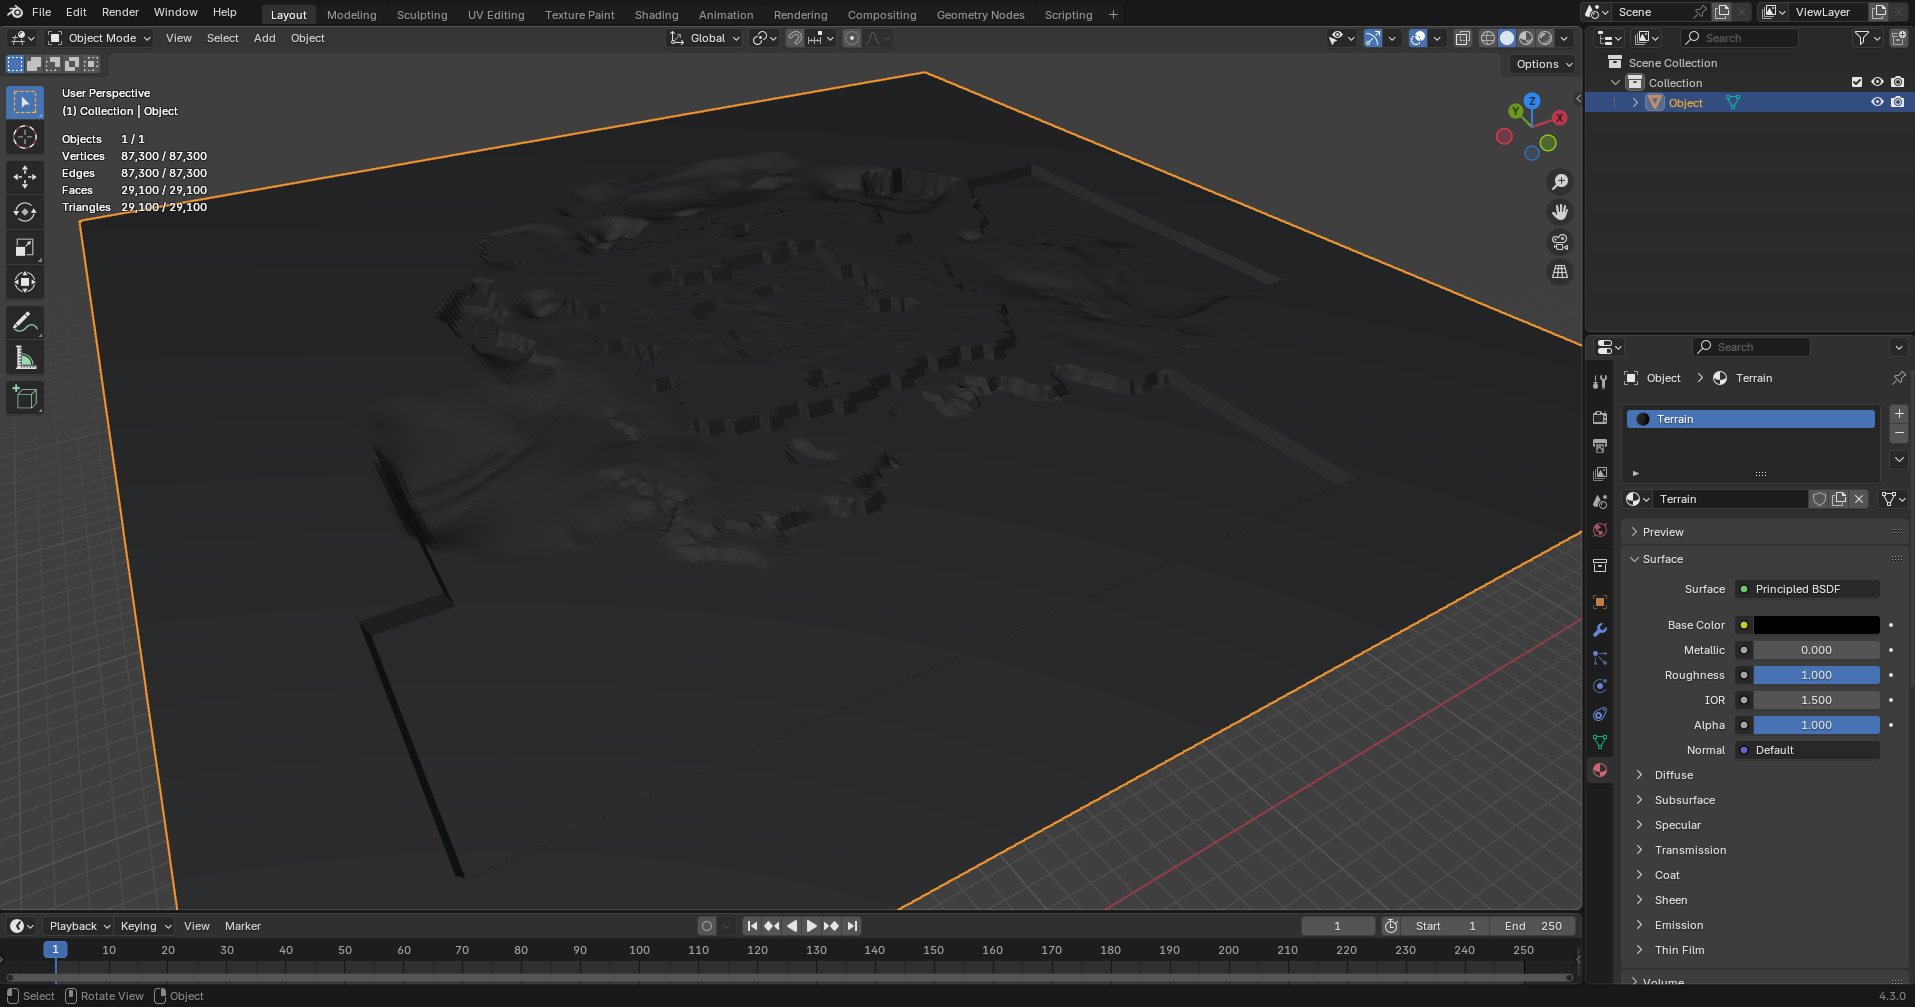 File Edit Render Window Help Layout Modeling Sculpting UV Editing Texture Paint Shading Animation Rendering Compositing Geometry Nodes Scripting + Scene ViewLayer
Object Mode View Select Add Object Global Search
Options
User Perspective
(1) Collection | Object
Objects 1 / 1
Vertices 87,300 / 87,300
Edges 87,300 / 87,300
Faces 29,100 / 29,100
Triangles 29,100 / 29,100
Z
Y
X
Scene Collection
Collection
Object
Search
Object > Terrain
Terrain
Terrain
Preview
Surface
Surface Principled BSDF
Base Color
Metallic 0.000
Roughness 1.000
IOR 1.500
Alpha 1.000
Normal Default
Diffuse
Subsurface
Specular
Transmission
Coat
Sheen
Emission
Thin Film
Volume
Playback Keying View Marker 1 Start 1 End 250
1 10 20 30 40 50 60 70 80 90 100 110 120 130 140 150 160 170 180 190 200 210 220 230 240 250
Select Rotate View Object 4.3.0